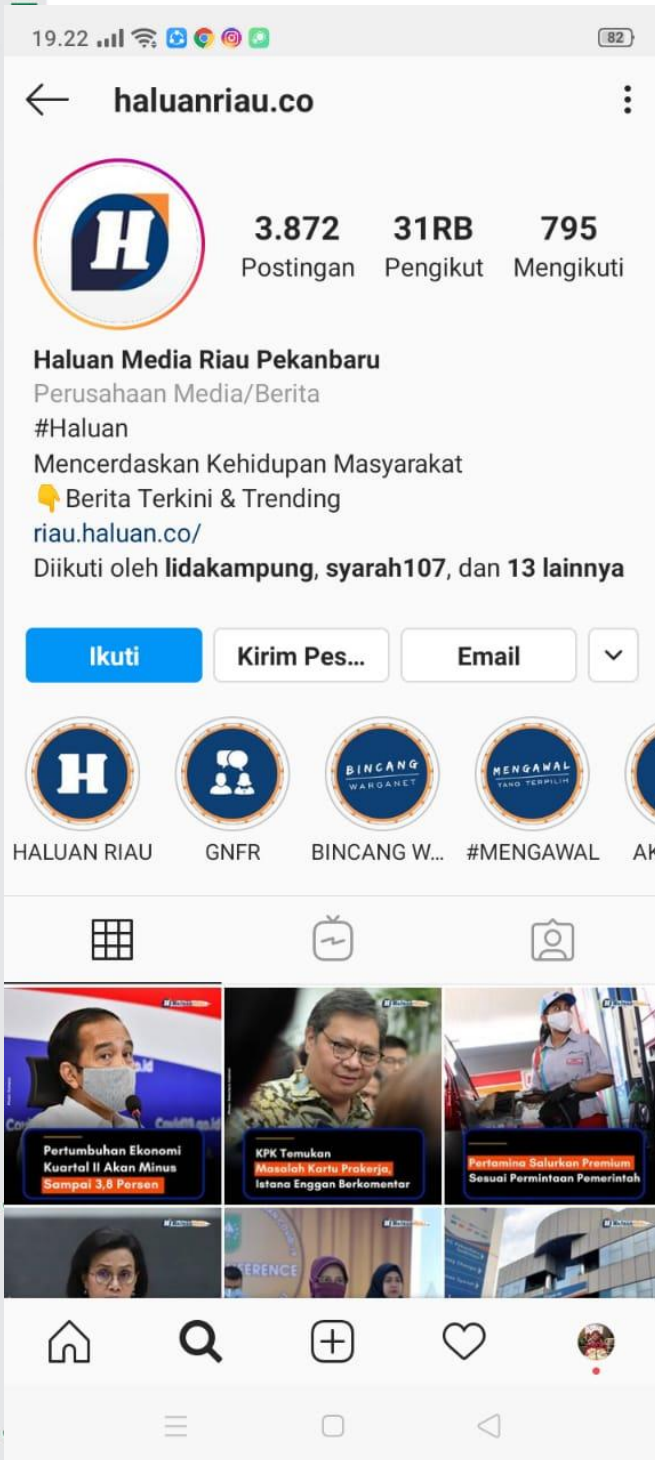 19.22
82
haluanriau.co
H
3.872 31RB 795
Postingan Pengikut Mengikuti
Haluan Media Riau Pekanbaru
Perusahaan Media/Berita
#Haluan
Mencerdaskan Kehidupan Masyarakat
👇Berita Terkini & Trending
riau.haluan.co/
Diikuti oleh lidakampung, syarah107, dan 13 lainnya
Ikuti Kirim Pes... Email
H
BINCANG
WARGANET
MENGAWAL
YANG TERPILIH
HALUAN RIAU GNFR BINCANG W... #MENGAWAL AK
Pertumbuhan Ekonomi
Kuartal II Akan Minus
Sampai 3,8 Persen
KPK Temukan
Masalah Kartu Prakerja,
Istana Enggan Berkomentar
Pertamina Salurkan Premium
Sesuai Permintaan Pemerintah
ERENCE